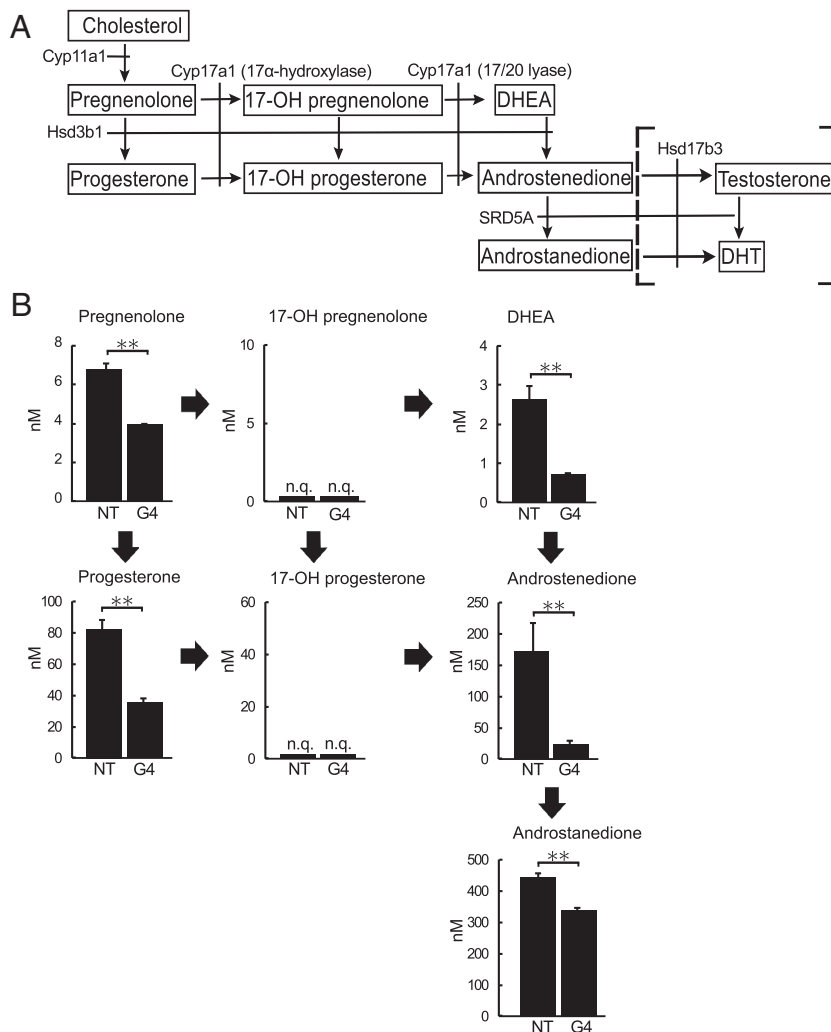 A
Cholesterol
Cyp11a1
Cyp17a1 (17α-hydroxylase)
Cyp17a1 (17/20 lyase)
Pregnenolone
17-OH pregnenolone
DHEA
Hsd3b1
Hsd17b3
Progesterone
17-OH progesterone
Androstenedione
Testosterone
SRD5A
Androstanedione
DHT
B
Pregnenolone
8
6
4
2
0
nM
**
NT G4
17-OH pregnenolone
10
5
0
nM
n.q. n.q.
NT G4
DHEA
4
3
2
1
0
nM
**
NT G4
Progesterone
100
80
60
40
20
0
nM
**
NT G4
17-OH progesterone
60
40
20
0
nM
n.q. n.q.
NT G4
Androstenedione
250
200
150
100
50
0
nM
**
NT G4
Androstanedione
500
400
300
200
100
0
nM
**
NT G4